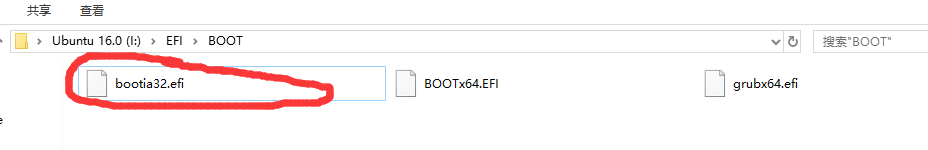 共享 查看
Ubuntu 16.0 (I:) > EFI > BOOT 搜索"BOOT"
bootia32.efi BOOTx64.EFI grubx64.efi
e